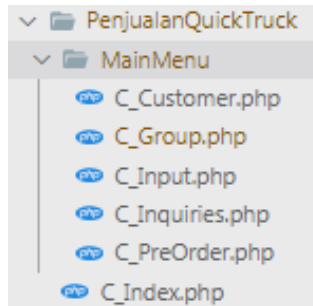 PenjualanQuickTruck
MainMenu
php C_Customer.php
php C_Group.php
php C_Input.php
php C_Inquiries.php
php C_PreOrder.php
php C_Index.php